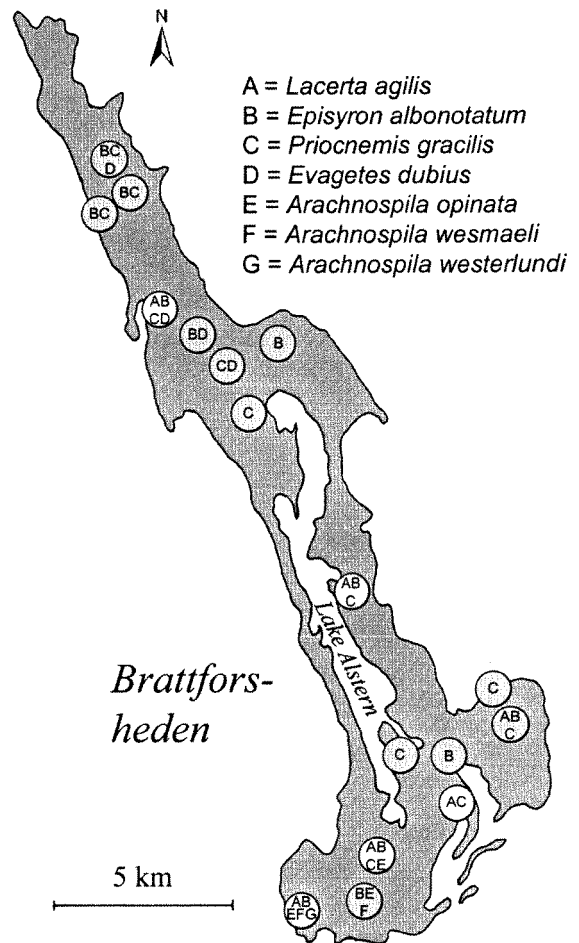 N
A = Lacerta agilis
B = Episyron albonotatum
C = Priocnemis gracilis
D = Evagetes dubius
E = Arachnospila opinata
F = Arachnospila wesmaeli
G = Arachnospila westerlundi
BC
D
BC
BC
AB
CD
BD
B
CD
C
AB
C
Lake Alstern
Brattfors-
heden
C
AB
C
C
B
AC
AB
CE
5 km
BE
F
AB
EFG